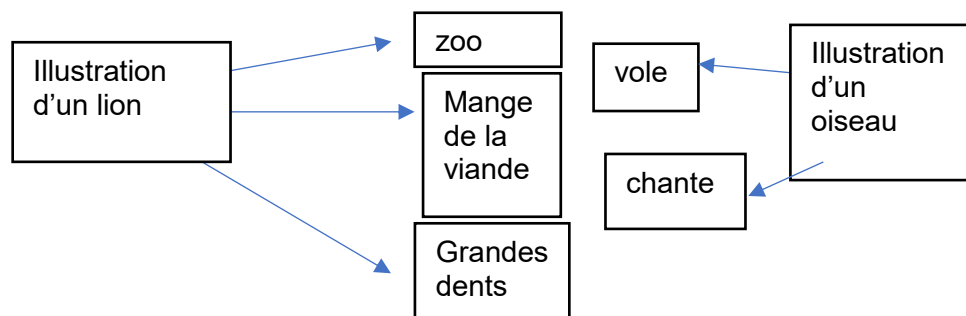 Illustration
d’un lion
zoo
Mange
de la
viande
Grandes
dents
vole
chante
Illustration
d’un
oiseau